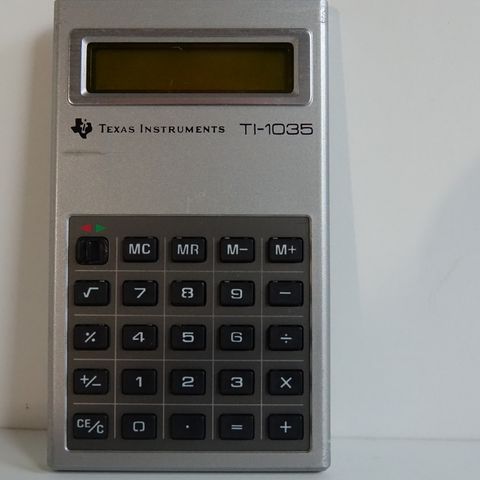 TEXAS INSTRUMENTS TI-1035
MC MR M− M+
√ 7 8 9 −
% 4 5 6 ÷
+/− 1 2 3 ×
CE/C 0 · = +